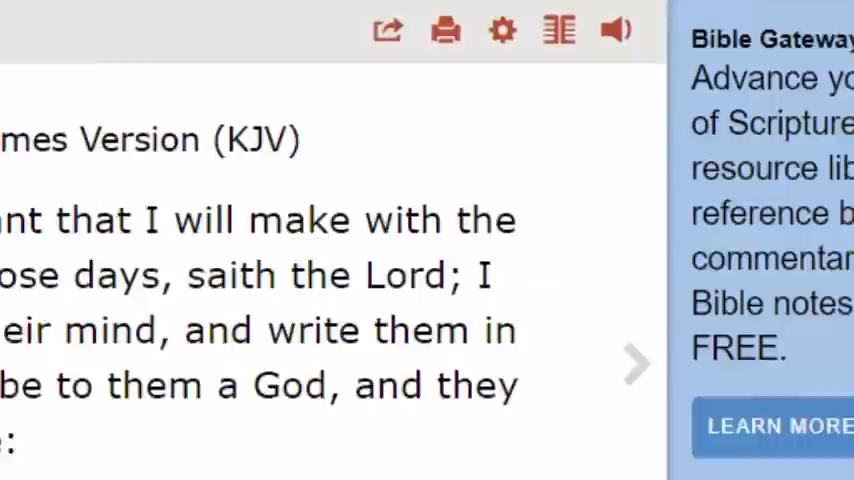 mes Version (KJV)
ant that I will make with the
ose days, saith the Lord; I
eir mind, and write them in
be to them a God, and they
:
Bible Gateway
Advance yo
of Scripture
resource lib
reference b
commentar
Bible notes
FREE.
LEARN MORE